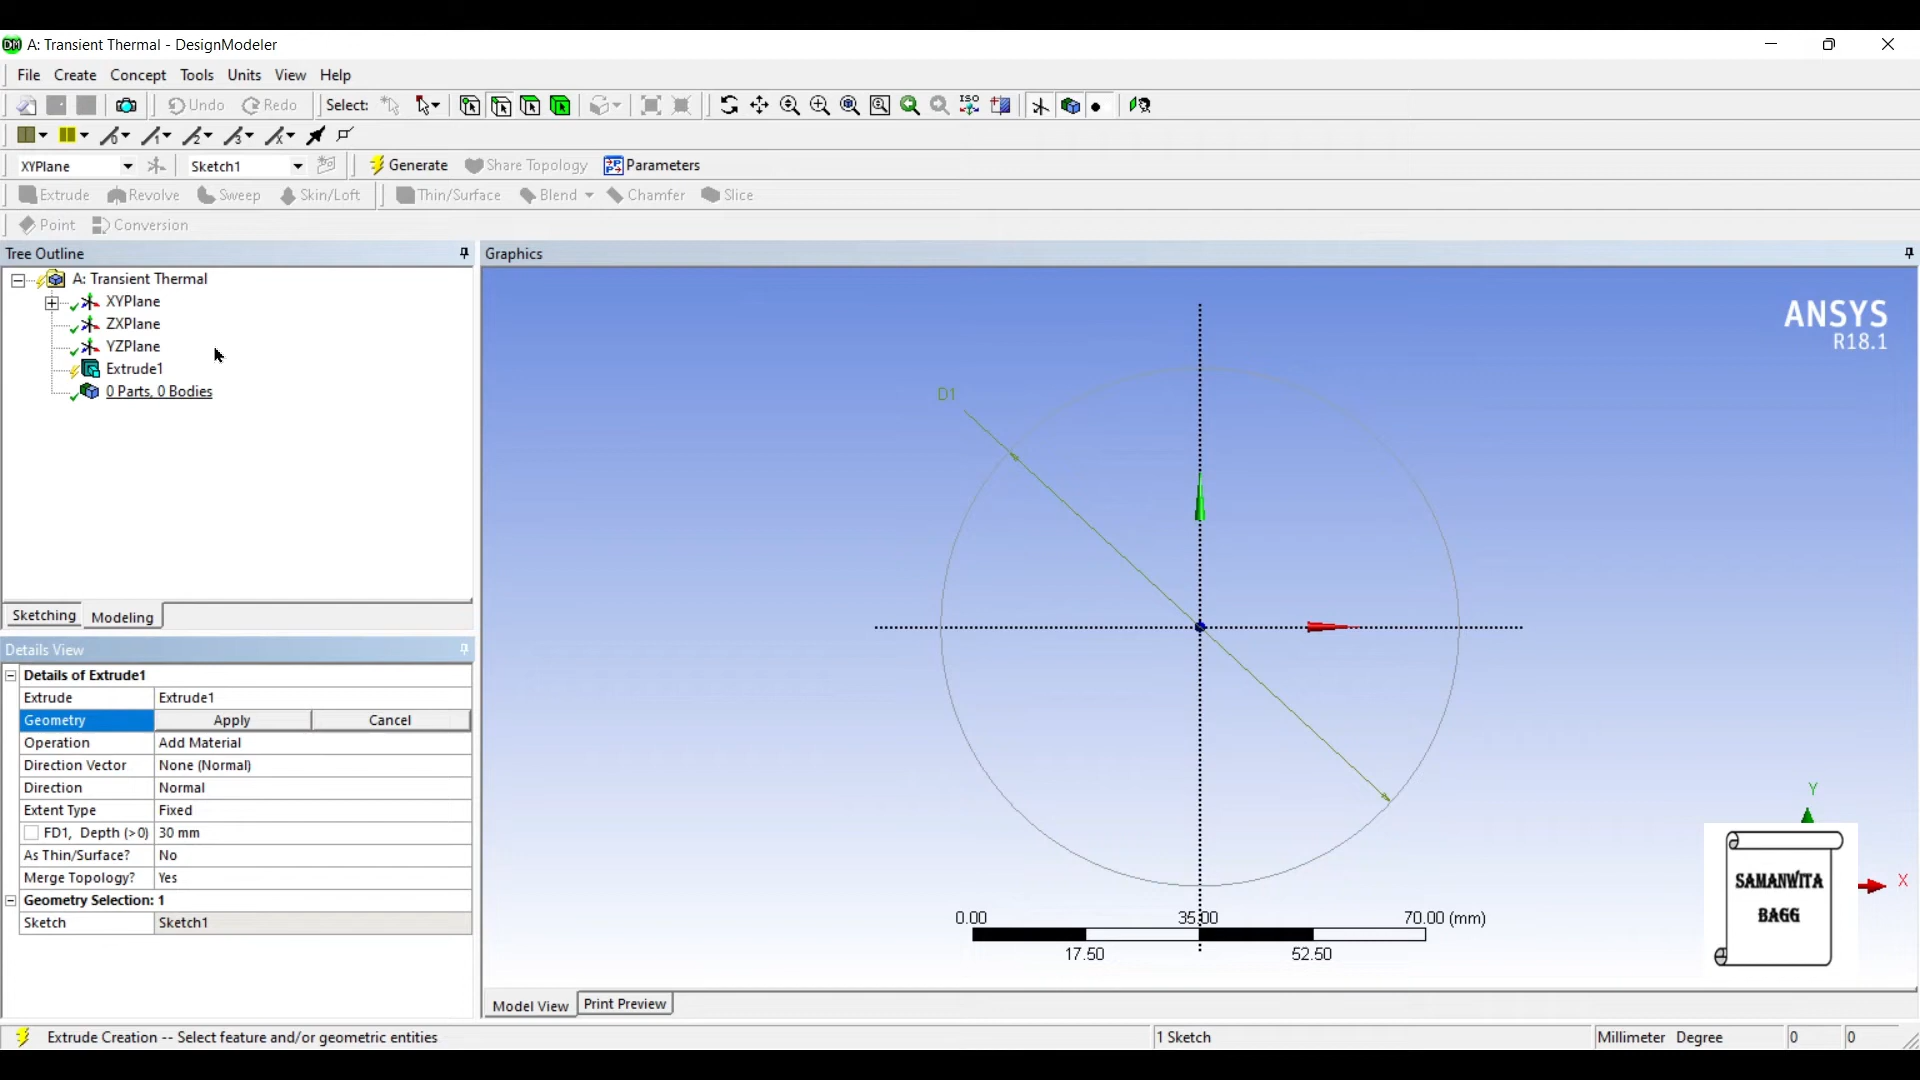 A: Transient Thermal - DesignModeler
File Create Concept Tools Units View Help
Undo Redo Select: ISO
XYPlane Sketch1 Generate Share Topology Parameters
Extrude Revolve Sweep Skin/Loft Thin/Surface Blend Chamfer Slice
Point Conversion
Tree Outline
A: Transient Thermal
XYPlane
ZXPlane
YZPlane
Extrude1
0 Parts, 0 Bodies
Sketching Modeling
Details View
Details of Extrude1
Extrude Extrude1
Geometry Apply Cancel
Operation Add Material
Direction Vector None (Normal)
Direction Normal
Extent Type Fixed
FD1, Depth (>0) 30 mm
As Thin/Surface? No
Merge Topology? Yes
Geometry Selection: 1
Sketch Sketch1
Graphics
ANSYS
R18.1
D1
Y
X
SAMANWITA
BAGG
0.00 35.00 70.00 (mm)
17.50 52.50
Model View Print Preview
Extrude Creation -- Select feature and/or geometric entities 1 Sketch Millimeter Degree 0 0